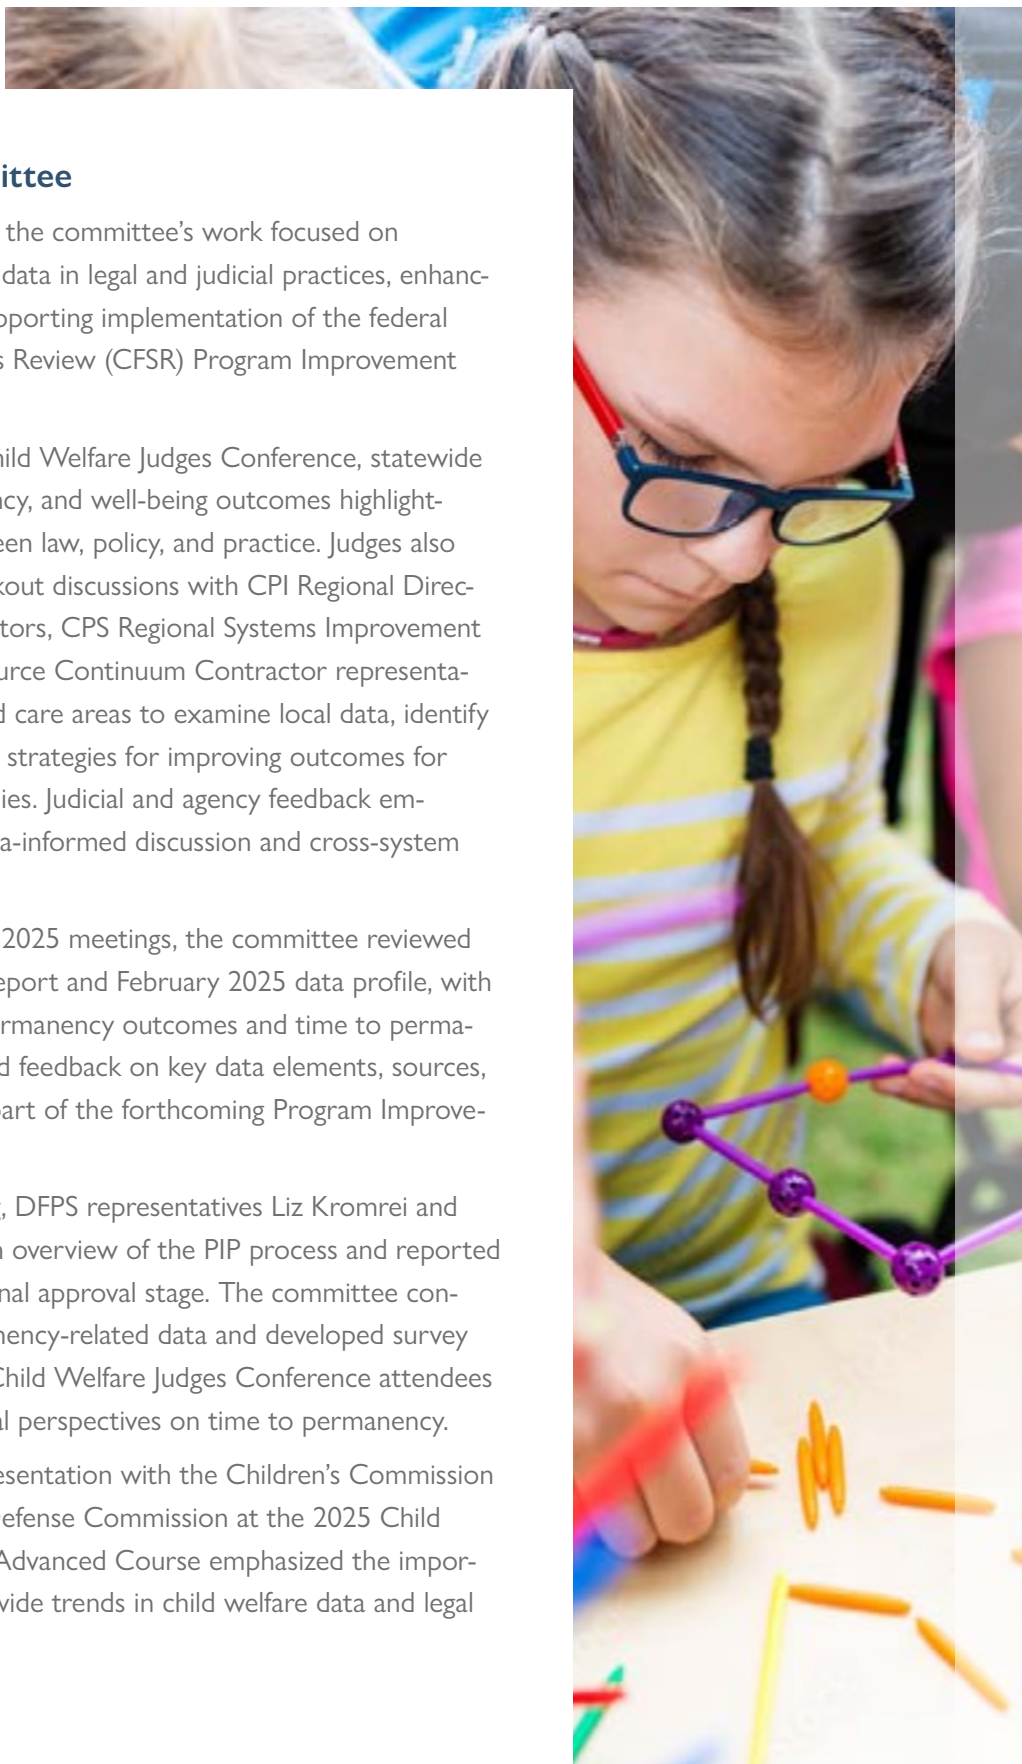 ittee
the committee’s work focused on
data in legal and judicial practices, enhanc-
pporting implementation of the federal
s Review (CFSR) Program Improvement
hild Welfare Judges Conference, statewide
ncy, and well-being outcomes highlight-
een law, policy, and practice. Judges also
kout discussions with CPI Regional Direc-
tors, CPS Regional Systems Improvement
urce Continuum Contractor representa-
d care areas to examine local data, identify
strategies for improving outcomes for
ies. Judicial and agency feedback em-
a-informed discussion and cross-system
2025 meetings, the committee reviewed
eport and February 2025 data profile, with
ermanency outcomes and time to perma-
d feedback on key data elements, sources,
part of the forthcoming Program Improve-
g, DFPS representatives Liz Kromrei and
n overview of the PIP process and reported
nal approval stage. The committee con-
nency-related data and developed survey
Child Welfare Judges Conference attendees
al perspectives on time to permanency.
esentation with the Children’s Commission
Defense Commission at the 2025 Child
Advanced Course emphasized the impor-
wide trends in child welfare data and legal